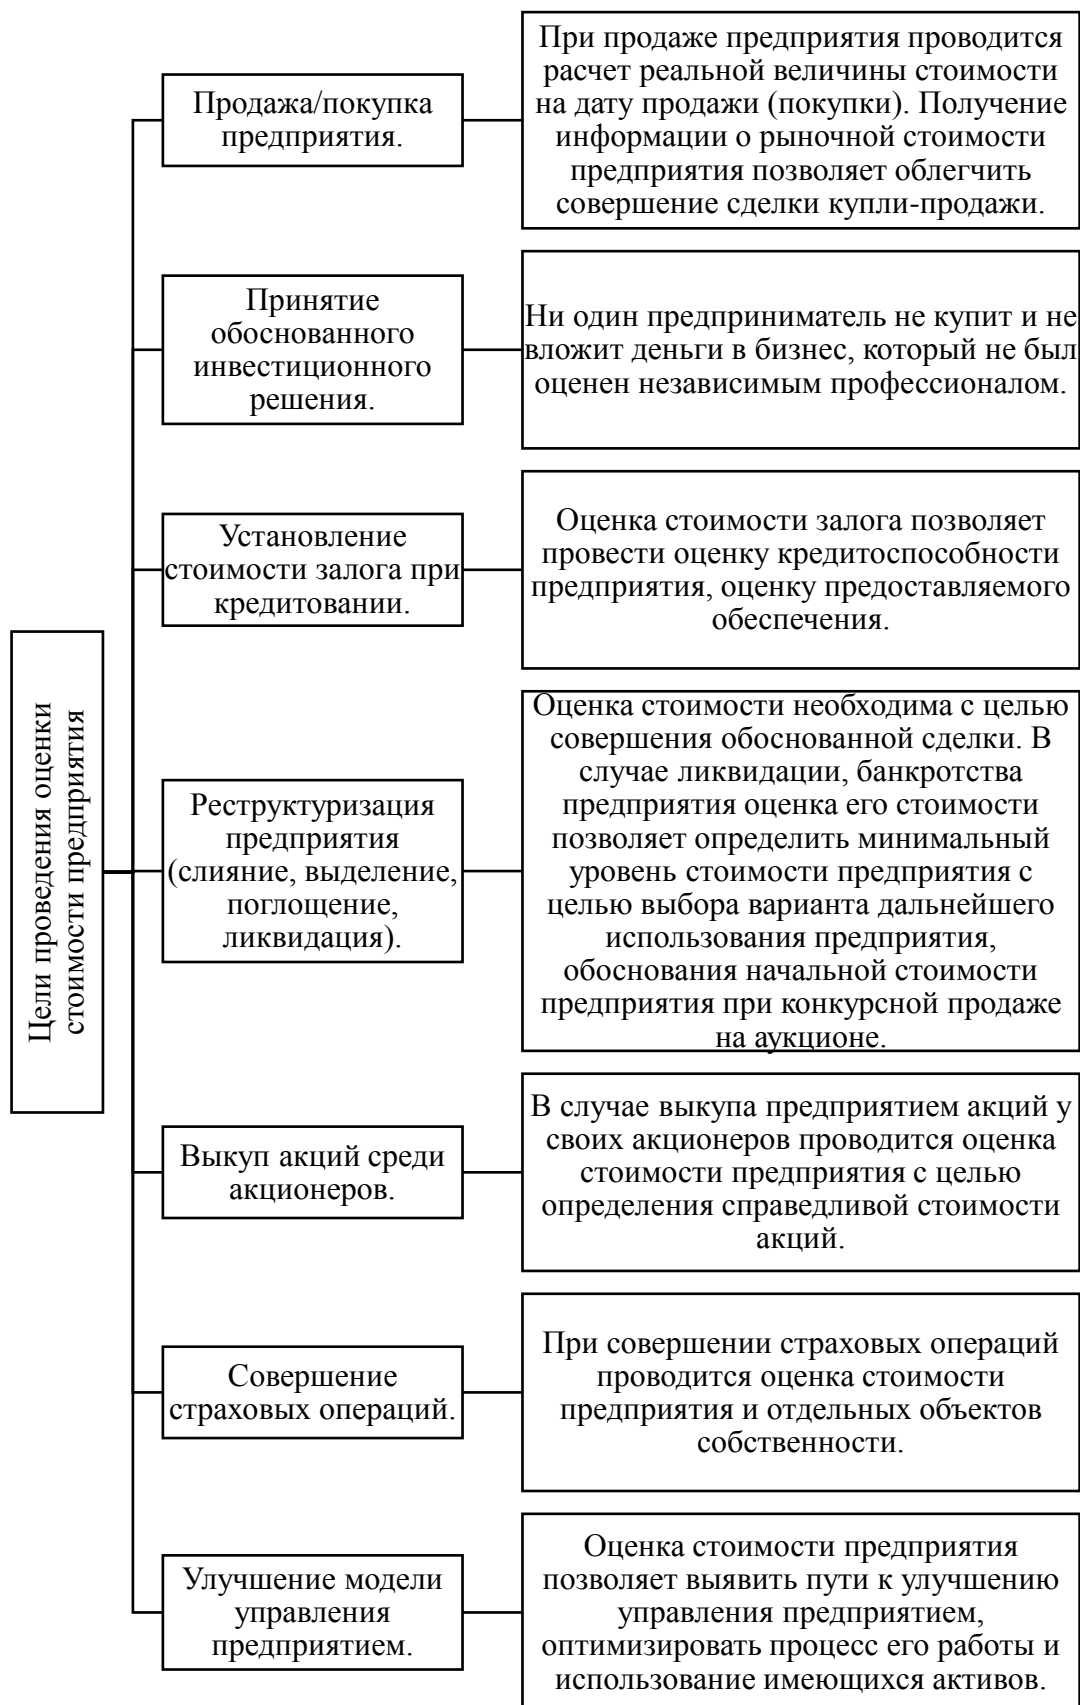 Цели проведения оценки
стоимости предприятия
Продажа/покупка
предприятия.
При продаже предприятия проводится
расчет реальной величины стоимости
на дату продажи (покупки). Получение
информации о рыночной стоимости
предприятия позволяет облегчить
совершение сделки купли-продажи.
Принятие
обоснованного
инвестиционного
решения.
Ни один предприниматель не купит и не
вложит деньги в бизнес, который не был
оценен независимым профессионалом.
Установление
стоимости залога при
кредитовании.
Оценка стоимости залога позволяет
провести оценку кредитоспособности
предприятия, оценку предоставляемого
обеспечения.
Реструктуризация
предприятия
(слияние, выделение,
поглощение,
ликвидация).
Оценка стоимости необходима с целью
совершения обоснованной сделки. В
случае ликвидации, банкротства
предприятия оценка его стоимости
позволяет определить минимальный
уровень стоимости предприятия с
целью выбора варианта дальнейшего
использования предприятия,
обоснования начальной стоимости
предприятия при конкурсной продаже
на аукционе.
Выкуп акций среди
акционеров.
В случае выкупа предприятием акций у
своих акционеров проводится оценка
стоимости предприятия с целью
определения справедливой стоимости
акций.
Совершение
страховых операций.
При совершении страховых операций
проводится оценка стоимости
предприятия и отдельных объектов
собственности.
Улучшение модели
управления
предприятием.
Оценка стоимости предприятия
позволяет выявить пути к улучшению
управления предприятием,
оптимизировать процесс его работы и
использование имеющихся активов.